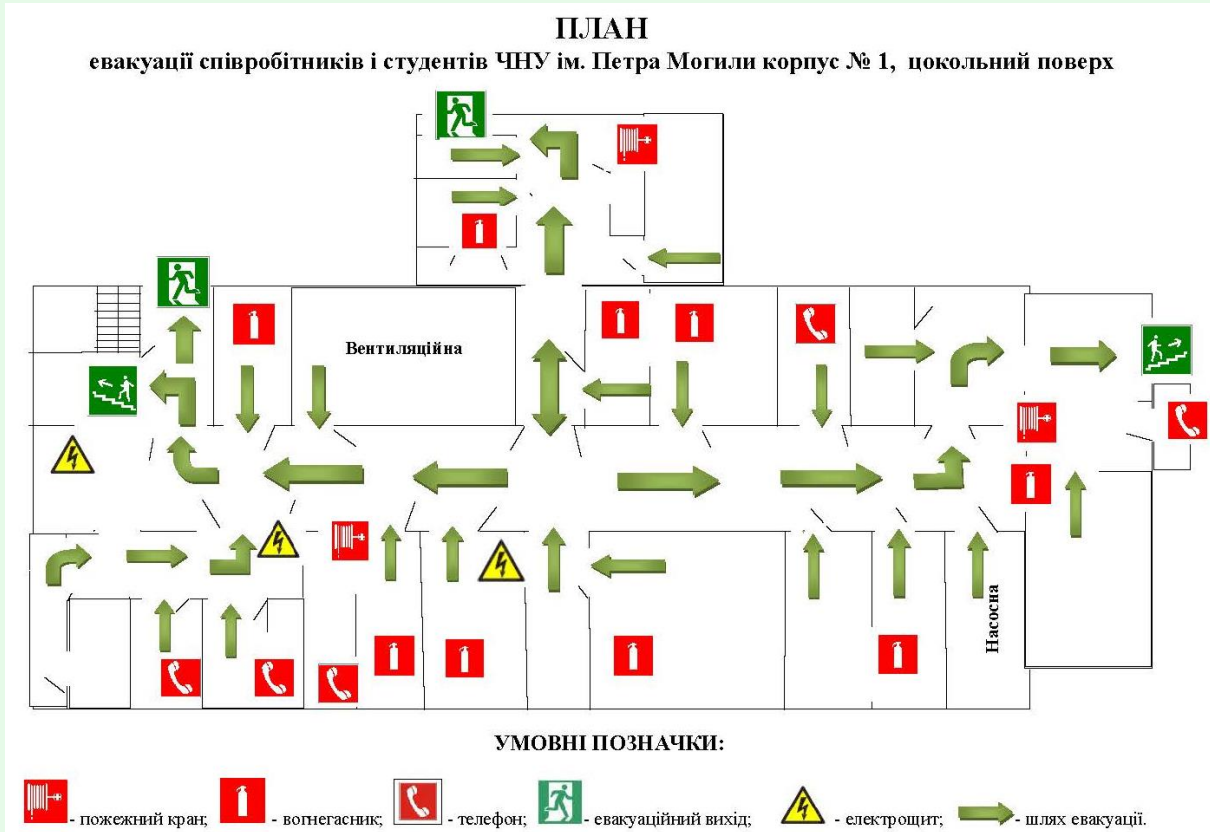 ПЛАН
евакуації співробітників і студентів ЧНУ ім. Петра Могили корпус № 1, цокольний поверх
Вентиляційна
Насосна
УМОВНІ ПОЗНАЧКИ:
- пожежний кран; - вогнегасник; - телефон; - евакуаційний вихід; - електрощит; - шлях евакуації.